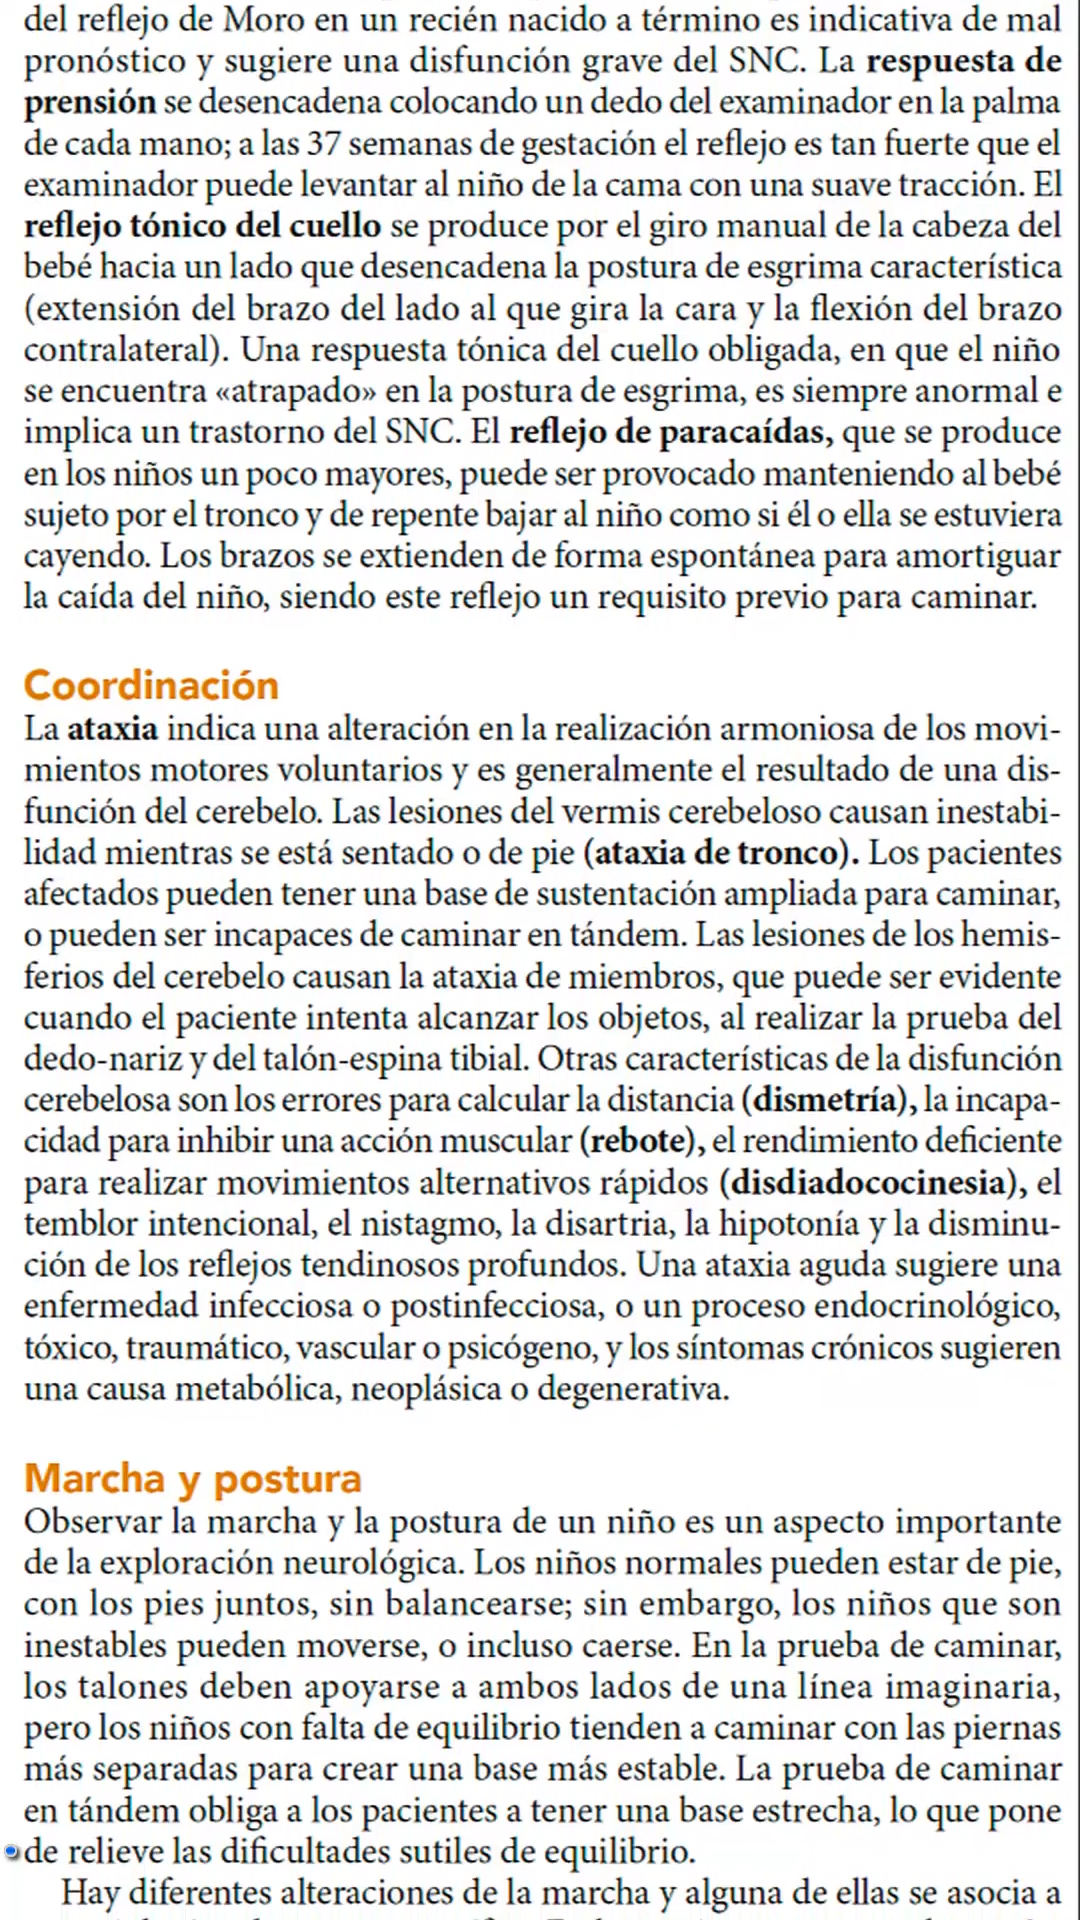 del reflejo de Moro en un recién nacido a término es indicativa de mal
pronóstico y sugiere una disfunción grave del SNC. La respuesta de
prensión se desencadena colocando un dedo del examinador en la palma
de cada mano; a las 37 semanas de gestación el reflejo es tan fuerte que el
examinador puede levantar al niño de la cama con una suave tracción. El
reflejo tónico del cuello se produce por el giro manual de la cabeza del
bebé hacia un lado que desencadena la postura de esgrima característica
(extensión del brazo del lado al que gira la cara y la flexión del brazo
contralateral). Una respuesta tónica del cuello obligada, en que el niño
se encuentra «atrapado» en la postura de esgrima, es siempre anormal e
implica un trastorno del SNC. El reflejo de paracaídas, que se produce
en los niños un poco mayores, puede ser provocado manteniendo al bebé
sujeto por el tronco y de repente bajar al niño como si él o ella se estuviera
cayendo. Los brazos se extienden de forma espontánea para amortiguar
la caída del niño, siendo este reflejo un requisito previo para caminar.
Coordinación
La ataxia indica una alteración en la realización armoniosa de los movi-
mientos motores voluntarios y es generalmente el resultado de una dis-
función del cerebelo. Las lesiones del vermis cerebeloso causan inestabi-
lidad mientras se está sentado o de pie (ataxia de tronco). Los pacientes
afectados pueden tener una base de sustentación ampliada para caminar,
o pueden ser incapaces de caminar en tándem. Las lesiones de los hemis-
ferios del cerebelo causan la ataxia de miembros, que puede ser evidente
cuando el paciente intenta alcanzar los objetos, al realizar la prueba del
dedo-nariz y del talón-espina tibial. Otras características de la disfunción
cerebelosa son los errores para calcular la distancia (dismetría), la incapa-
cidad para inhibir una acción muscular (rebote), el rendimiento deficiente
para realizar movimientos alternativos rápidos (disdiadococinesia), el
temblor intencional, el nistagmo, la disartria, la hipotonía y la disminu-
ción de los reflejos tendinosos profundos. Una ataxia aguda sugiere una
enfermedad infecciosa o postinfecciosa, o un proceso endocrinológico,
tóxico, traumático, vascular o psicógeno, y los síntomas crónicos sugieren
una causa metabólica, neoplásica o degenerativa.
Marcha y postura
Observar la marcha y la postura de un niño es un aspecto importante
de la exploración neurológica. Los niños normales pueden estar de pie,
con los pies juntos, sin balancearse; sin embargo, los niños que son
inestables pueden moverse, o incluso caerse. En la prueba de caminar,
los talones deben apoyarse a ambos lados de una línea imaginaria,
pero los niños con falta de equilibrio tienden a caminar con las piernas
más separadas para crear una base más estable. La prueba de caminar
en tándem obliga a los pacientes a tener una base estrecha, lo que pone
de relieve las dificultades sutiles de equilibrio.
Hay diferentes alteraciones de la marcha y alguna de ellas se asocia a